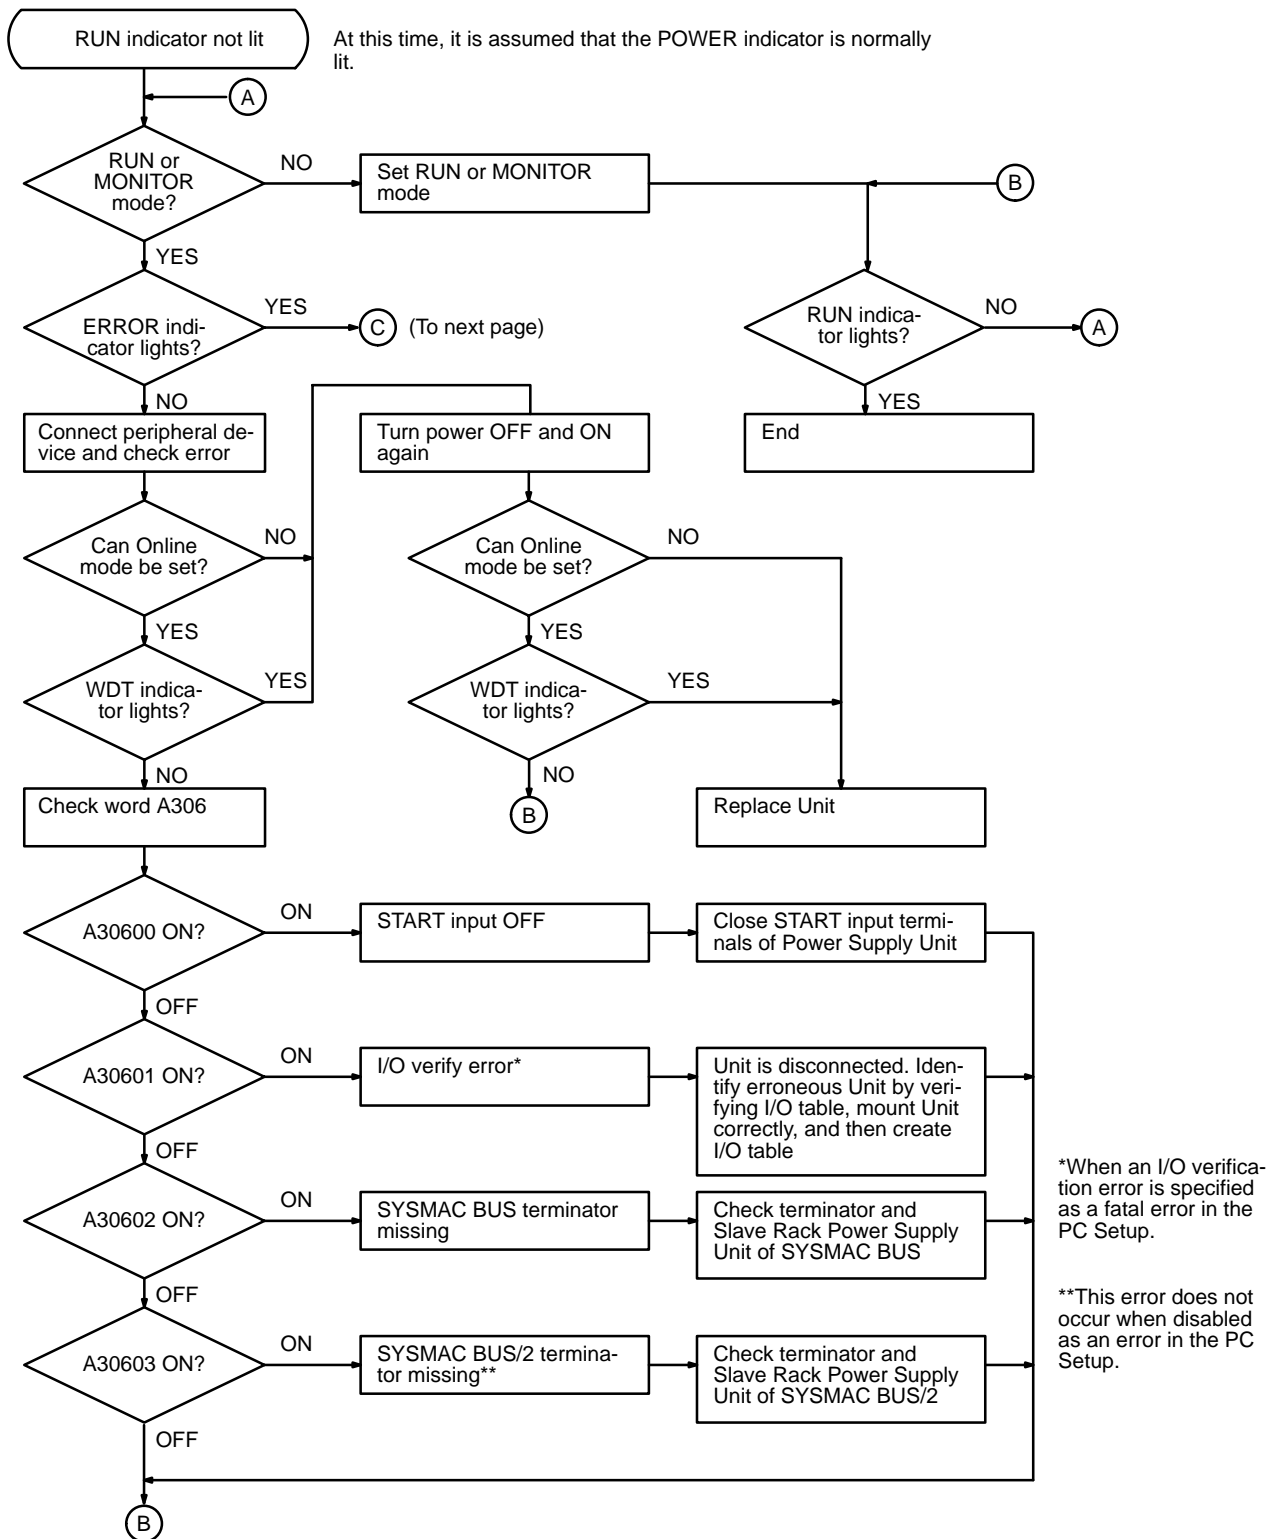 RUN indicator not lit
At this time, it is assumed that the POWER indicator is normally
lit.
A
RUN or
MONITOR
mode?
NO
Set RUN or MONITOR
mode
B
YES
ERROR indi-
cator lights?
YES
C
(To next page)
RUN indica-
tor lights?
NO
A
NO
YES
Connect peripheral de-
vice and check error
Turn power OFF and ON
again
End
Can Online
mode be set?
NO
Can Online
mode be set?
NO
YES
YES
WDT indica-
tor lights?
YES
WDT indica-
tor lights?
YES
NO
NO
Check word A306
B
Replace Unit
A30600 ON?
ON
START input OFF
Close START input termi-
nals of Power Supply Unit
OFF
A30601 ON?
ON
I/O verify error*
Unit is disconnected. Iden-
tify erroneous Unit by veri-
fying I/O table, mount Unit
correctly, and then create
I/O table
OFF
A30602 ON?
ON
SYSMAC BUS terminator
missing
Check terminator and
Slave Rack Power Supply
Unit of SYSMAC BUS
*When an I/O verifica-
tion error is specified
as a fatal error in the
PC Setup.
OFF
A30603 ON?
ON
SYSMAC BUS/2 termina-
tor missing**
Check terminator and
Slave Rack Power Supply
Unit of SYSMAC BUS/2
**This error does not
occur when disabled
as an error in the PC
Setup.
OFF
B